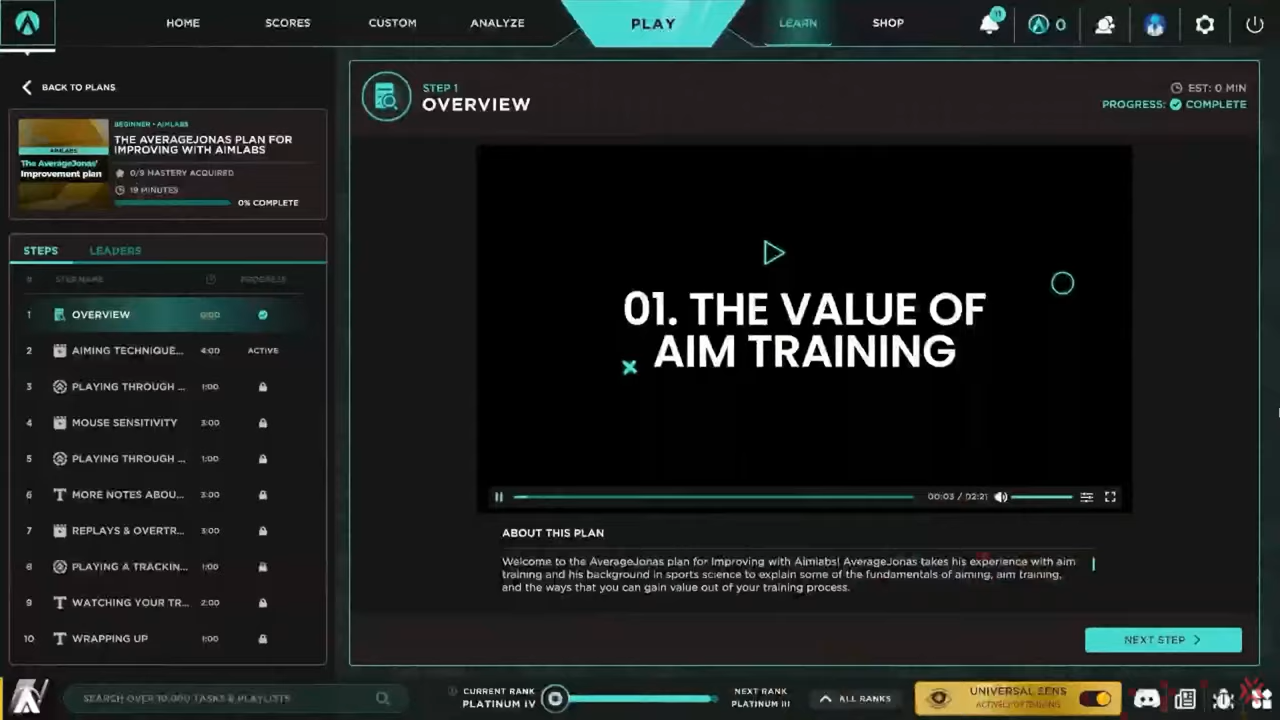 HOME
SCORES
CUSTOM
ANALYZE
PLAY
LEARN
SHOP
11
0
BACK TO PLANS
BEGINNER • AIMLABS
THE AVERAGEJONAS PLAN FOR
IMPROVING WITH AIMLABS
AIMLABS
The AverageJonas'
Improvement plan
0/9 MASTERY ACQUIRED
19 MINUTES
0% COMPLETE
STEPS
LEADERS
# STEP NAME PROGRESS
1 OVERVIEW 0:00
2 AIMING TECHNIQUE... 4:00 ACTIVE
3 PLAYING THROUGH ... 1:00
4 MOUSE SENSITIVITY 3:00
5 PLAYING THROUGH ... 1:00
6 MORE NOTES ABOU... 3:00
7 REPLAYS & OVERTR... 3:00
8 PLAYING A TRACKIN... 1:00
9 WATCHING YOUR TR... 2:00
10 WRAPPING UP 1:00
STEP 1
OVERVIEW
EST: 0 MIN
PROGRESS: COMPLETE
01. THE VALUE OF
AIM TRAINING
00:03 / 02:21
ABOUT THIS PLAN
Welcome to the AverageJonas plan for Improving with Aimlabs! AverageJonas takes his experience with aim
training and his background in sports science to explain some of the fundamentals of aiming, aim training,
and the ways that you can gain value out of your training process.
NEXT STEP
SEARCH OVER 10,000 TASKS & PLAYLISTS
CURRENT RANK
PLATINUM IV
NEXT RANK
PLATINUM III
ALL RANKS
UNIVERSAL SENS
ACTIVELY OPTIMIZING